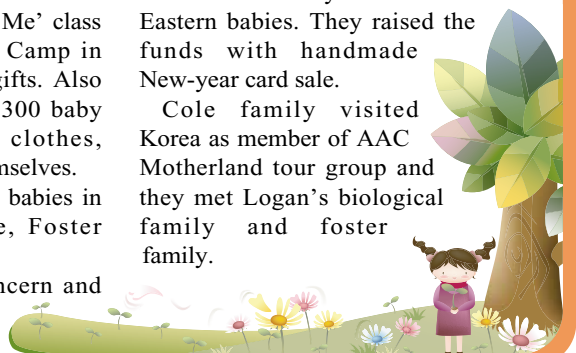 Me’ class
Camp in
gifts. Also
300 baby
clothes,
mselves.
babies in
e, Foster
ncern and
Eastern babies. They raised the
funds with handmade
New-year card sale.
Cole family visited
Korea as member of AAC
Motherland tour group and
they met Logan’s biological
family and foster
family.